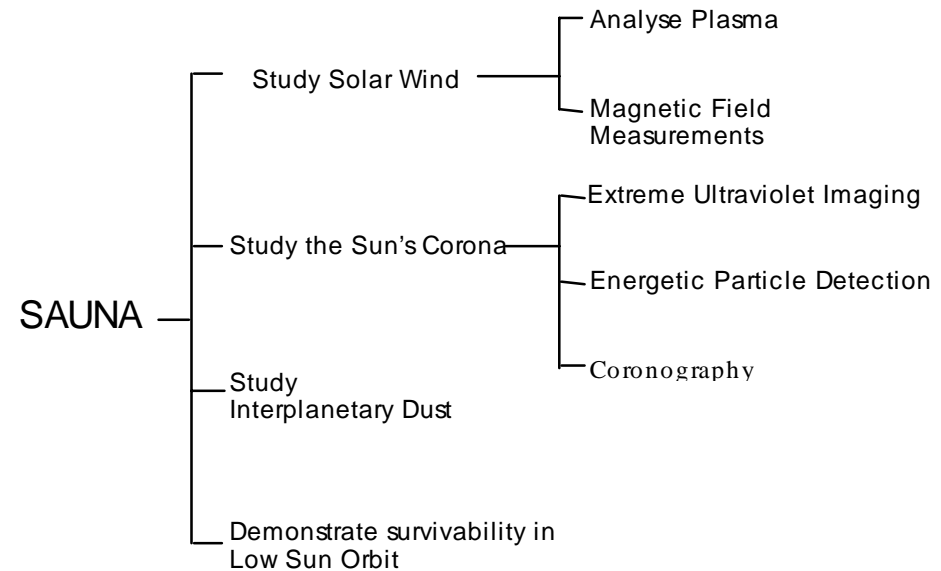 Analyse Plasma
Study Solar Wind
Magnetic Field
Measurements
Extreme Ultraviolet Imaging
Study the Sun's Corona
Energetic Particle Detection
SAUNA
Coronography
Study
Interplanetary Dust
Demonstrate survivability in
Low Sun Orbit